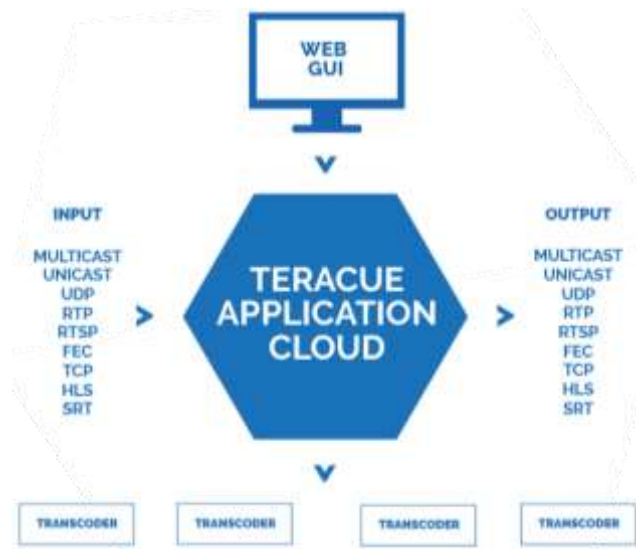 WEB
GUI
INPUT
MULTICAST
UNICAST
UDP
RTP
RTSP
FEC
TCP
HLS
SRT
TERACUE
APPLICATION
CLOUD
OUTPUT
MULTICAST
UNICAST
UDP
RTP
RTSP
FEC
TCP
HLS
SRT
TRANSCODER
TRANSCODER
TRANSCODER
TRANSCODER